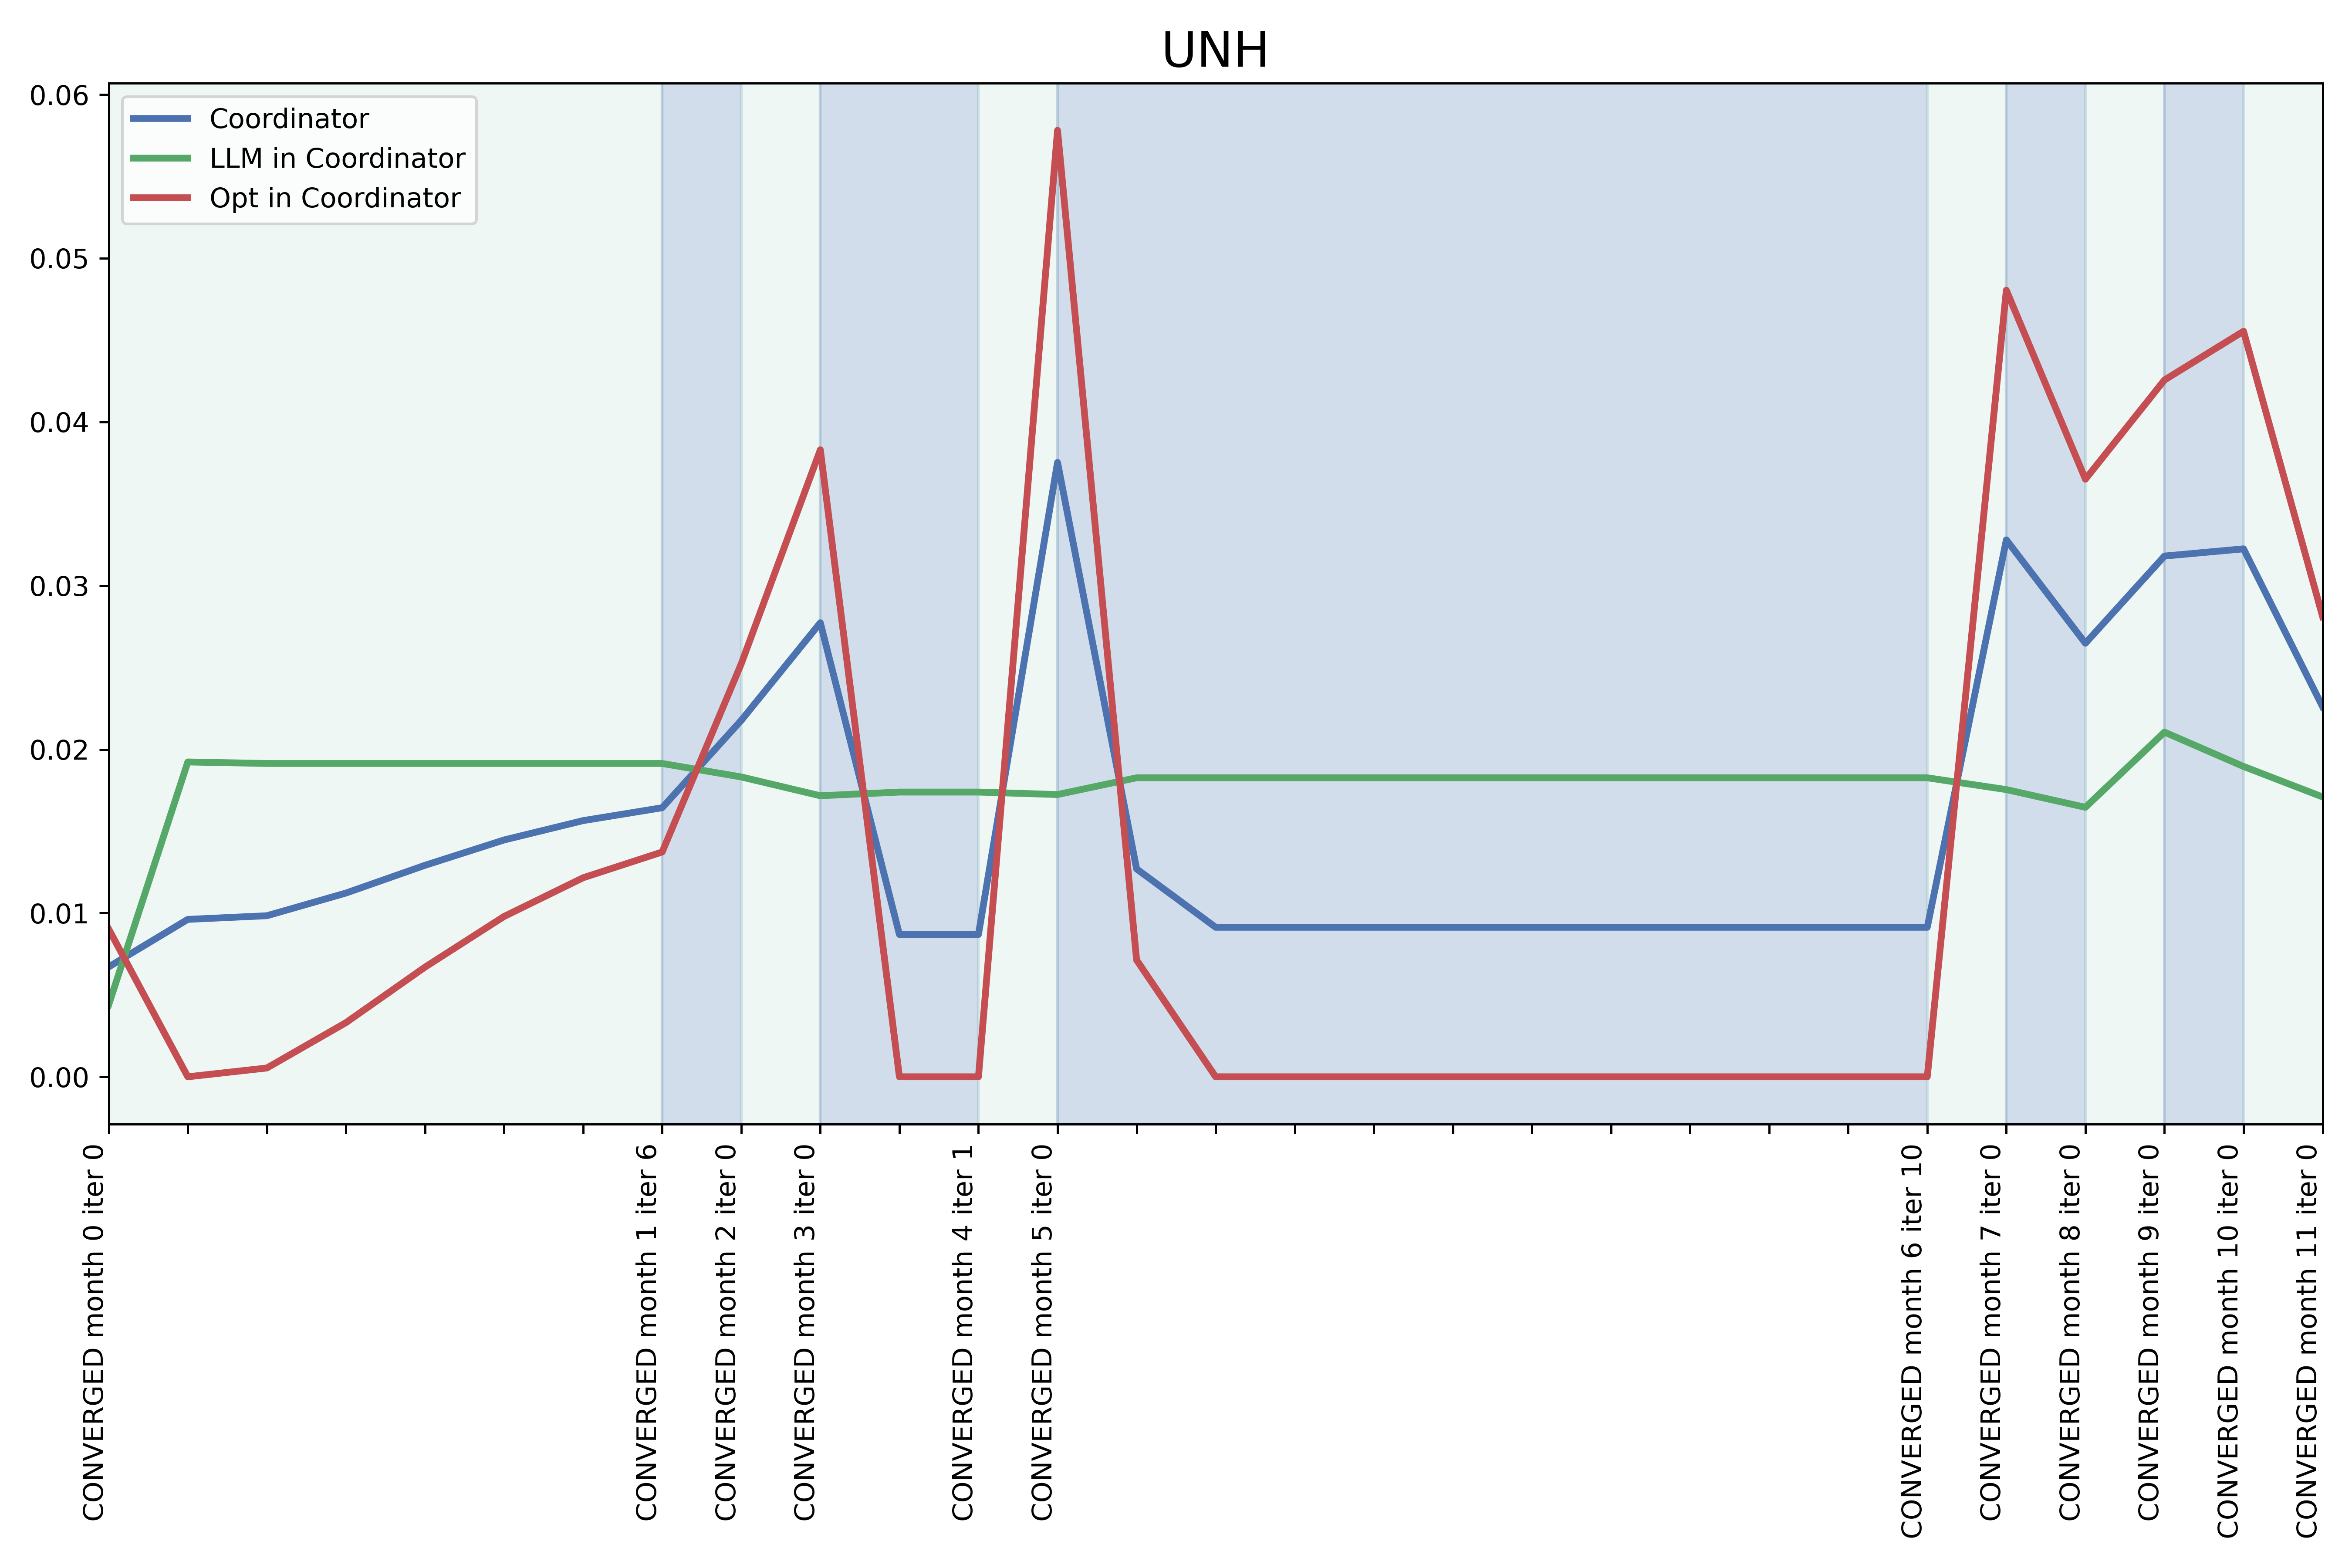 UNH
0.06
0.05
0.04
0.03
0.02
0.01
0.00
Coordinator
LLM in Coordinator
Opt in Coordinator
CONVERGED month 0 iter 0
CONVERGED month 1 iter 6
CONVERGED month 2 iter 0
CONVERGED month 3 iter 0
CONVERGED month 4 iter 1
CONVERGED month 5 iter 0
CONVERGED month 6 iter 10
CONVERGED month 7 iter 0
CONVERGED month 8 iter 0
CONVERGED month 9 iter 0
CONVERGED month 10 iter 0
CONVERGED month 11 iter 0